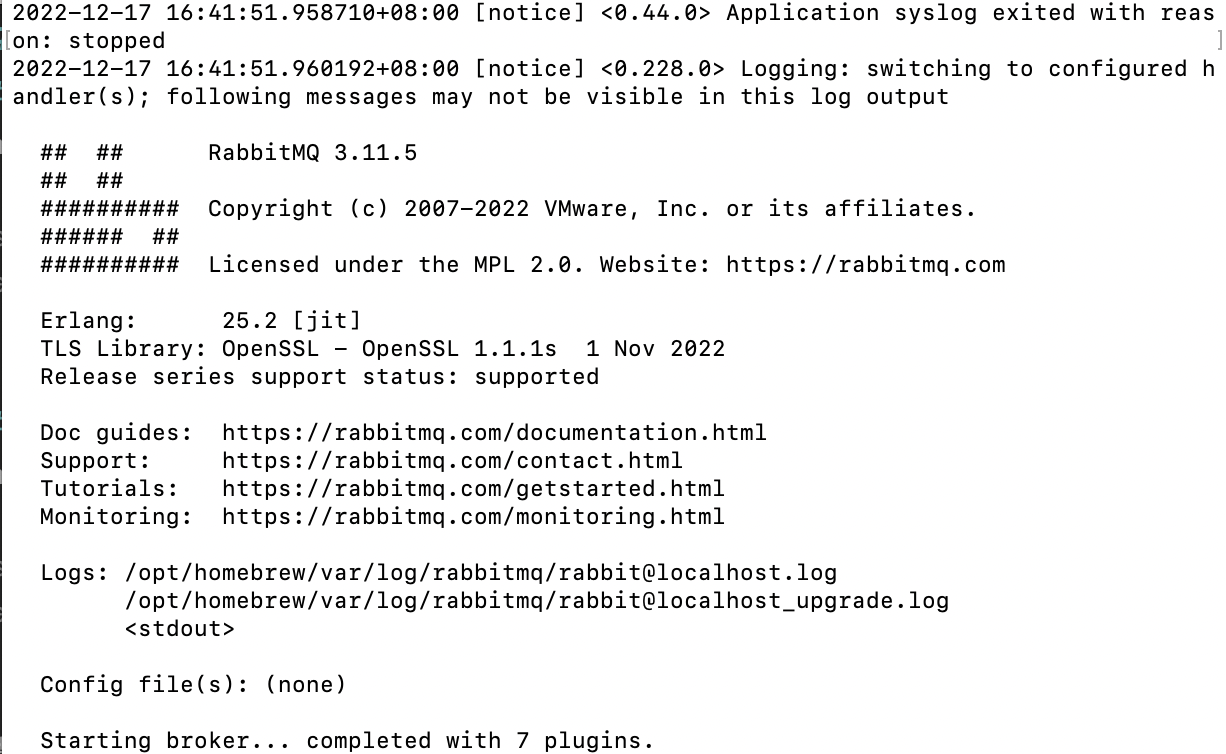 2022-12-17 16:41:51.958710+08:00 [notice] <0.44.0> Application syslog exited with reas
[on: stopped ]
2022-12-17 16:41:51.960192+08:00 [notice] <0.228.0> Logging: switching to configured h
andler(s); following messages may not be visible in this log output

  ##  ##      RabbitMQ 3.11.5
  ##  ##
  ##########  Copyright (c) 2007-2022 VMware, Inc. or its affiliates.
  ######  ##
  ##########  Licensed under the MPL 2.0. Website: https://rabbitmq.com

  Erlang:      25.2 [jit]
  TLS Library: OpenSSL - OpenSSL 1.1.1s  1 Nov 2022
  Release series support status: supported

  Doc guides:  https://rabbitmq.com/documentation.html
  Support:     https://rabbitmq.com/contact.html
  Tutorials:   https://rabbitmq.com/getstarted.html
  Monitoring:  https://rabbitmq.com/monitoring.html

  Logs: /opt/homebrew/var/log/rabbitmq/rabbit@localhost.log
        /opt/homebrew/var/log/rabbitmq/rabbit@localhost_upgrade.log
        <stdout>

  Config file(s): (none)

  Starting broker... completed with 7 plugins.